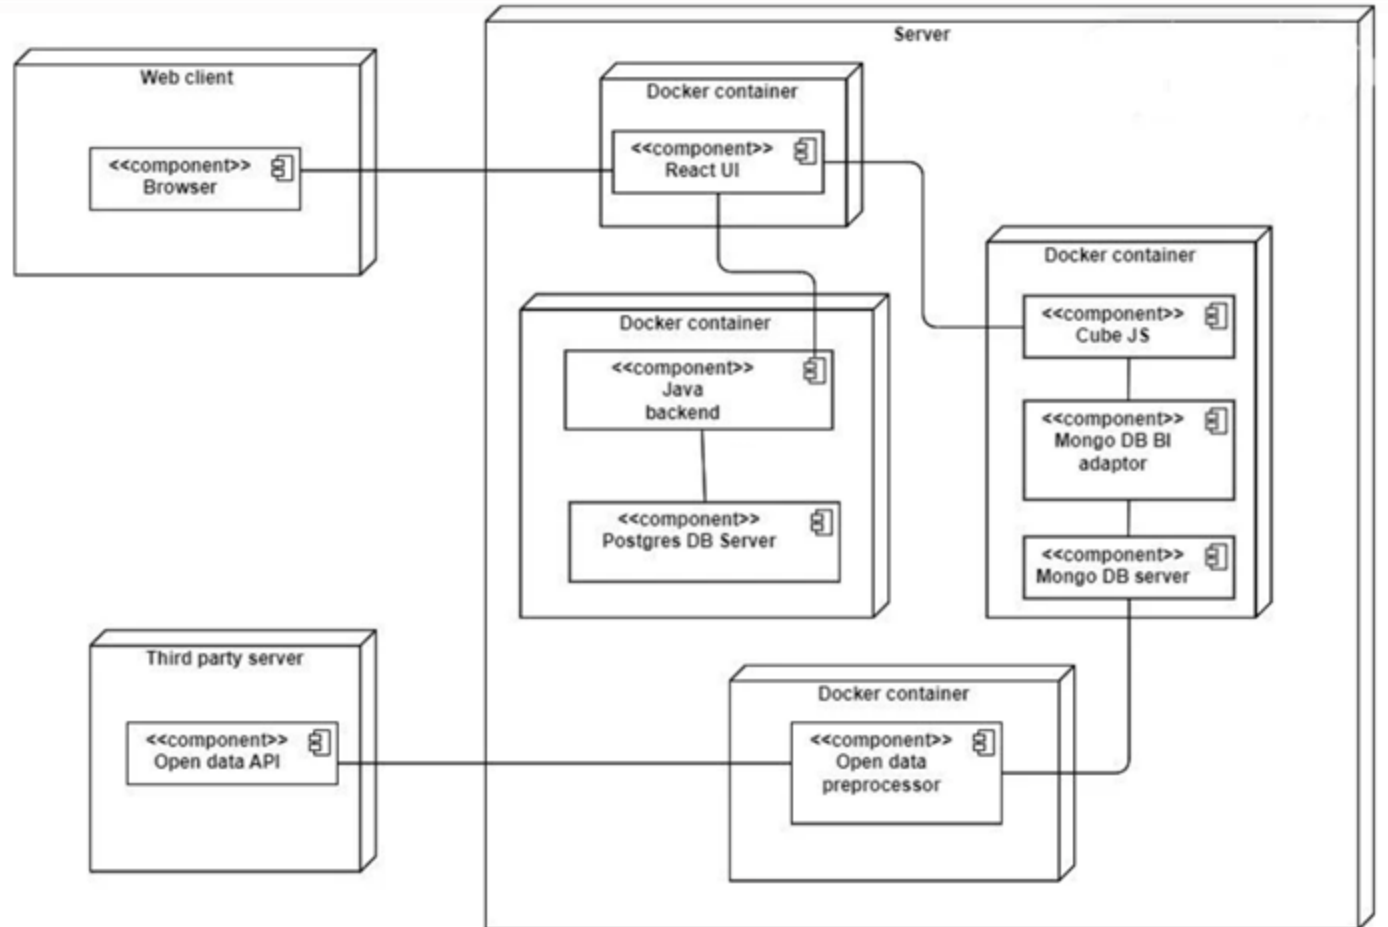 Server
Web client
<<component>>
Browser
Docker container
<<component>>
React UI
Docker container
<<component>>
Cube JS
<<component>>
Mongo DB BI
adaptor
<<component>>
Mongo DB server
Docker container
<<component>>
Java
backend
<<component>>
Postgres DB Server
Third party server
<<component>>
Open data API
Docker container
<<component>>
Open data
preprocessor